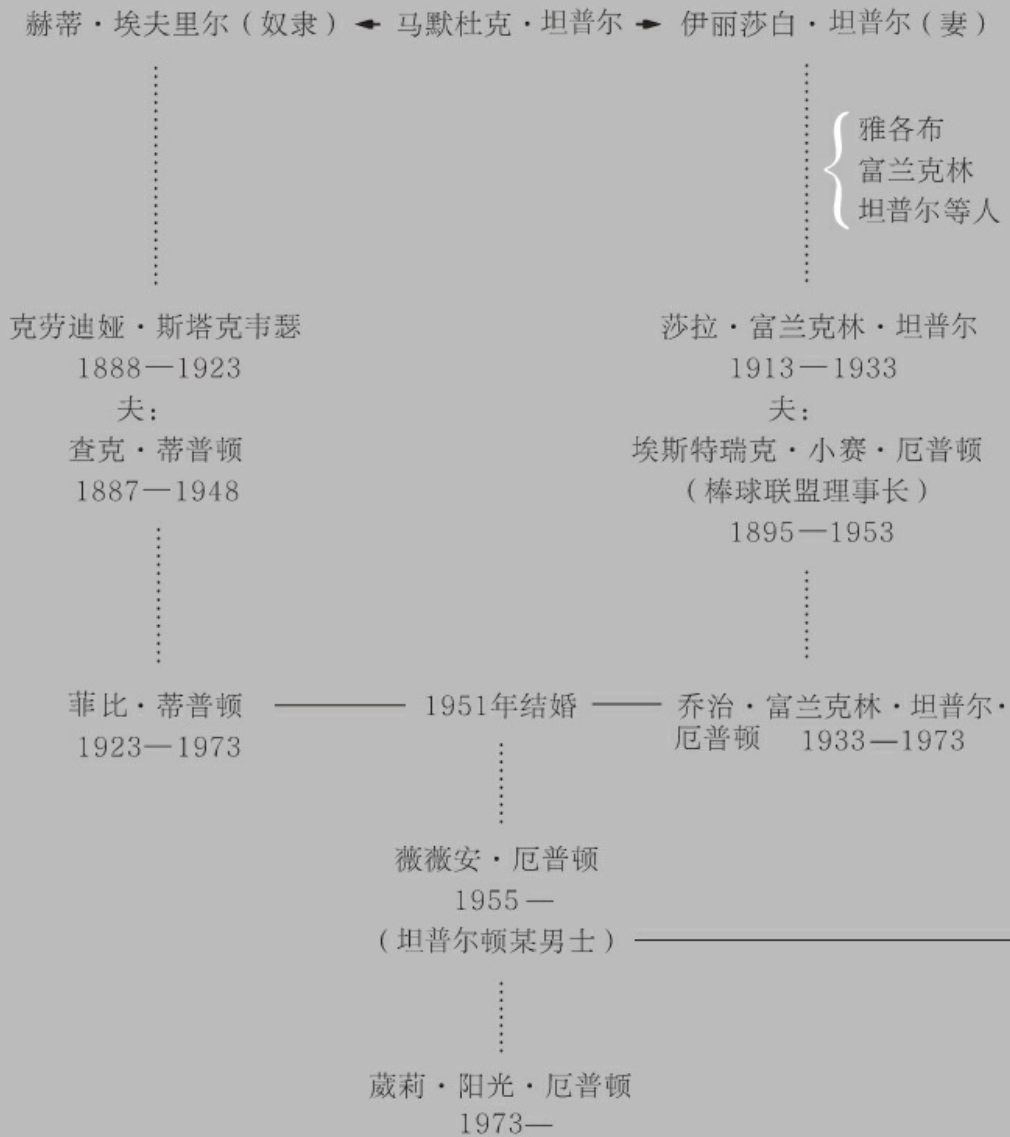 赫蒂·埃夫里尔（奴隶） 马默杜克·坦普尔 伊丽莎白·坦普尔（妻）
雅各布
富兰克林
坦普尔等人
克劳迪娅·斯塔克韦瑟
1888—1923
夫：
查克·蒂普顿
1887—1948
莎拉·富兰克林·坦普尔
1913—1933
夫：
埃斯特瑞克·小赛·厄普顿
（棒球联盟理事长）
1895—1953
菲比·蒂普顿
1923—1973
1951年结婚
乔治·富兰克林·坦普尔·
厄普顿 1933—1973
薇薇安·厄普顿
1955—
（坦普尔顿某男士）
葳莉·阳光·厄普顿
1973—